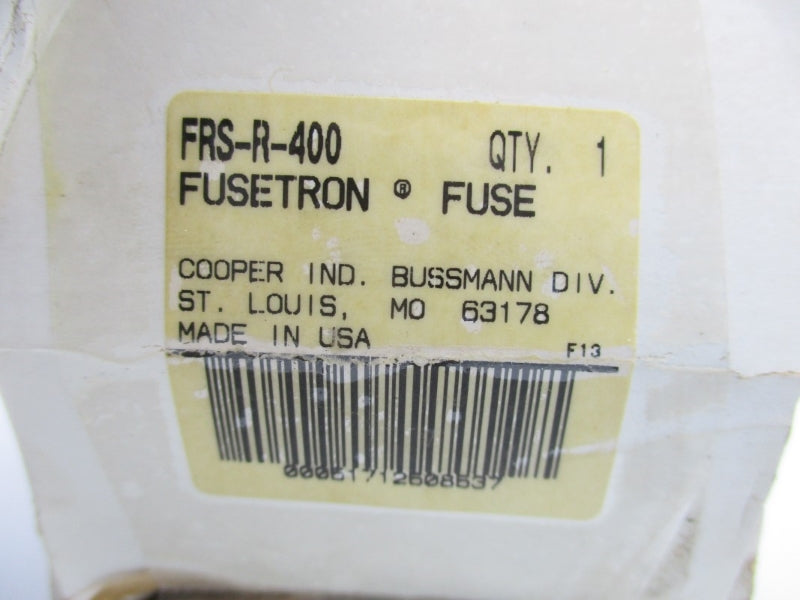 FRS-R-400 QTY. 1
FUSETRON ® FUSE
COOPER IND. BUSSMANN DIV.
ST. LOUIS, MO 63178
MADE IN USA F13